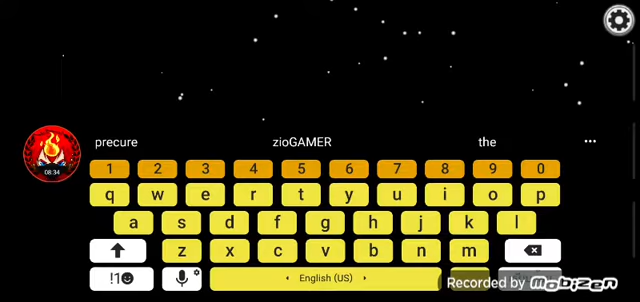 precure zioGAMER the •••
08:34
1 2 3 4 5 6 7 8 9 0
q w e r t y u i o p
a s d f g h j k l
z x c v b n m
!1☺ English (US)
Recorded by Mobizen